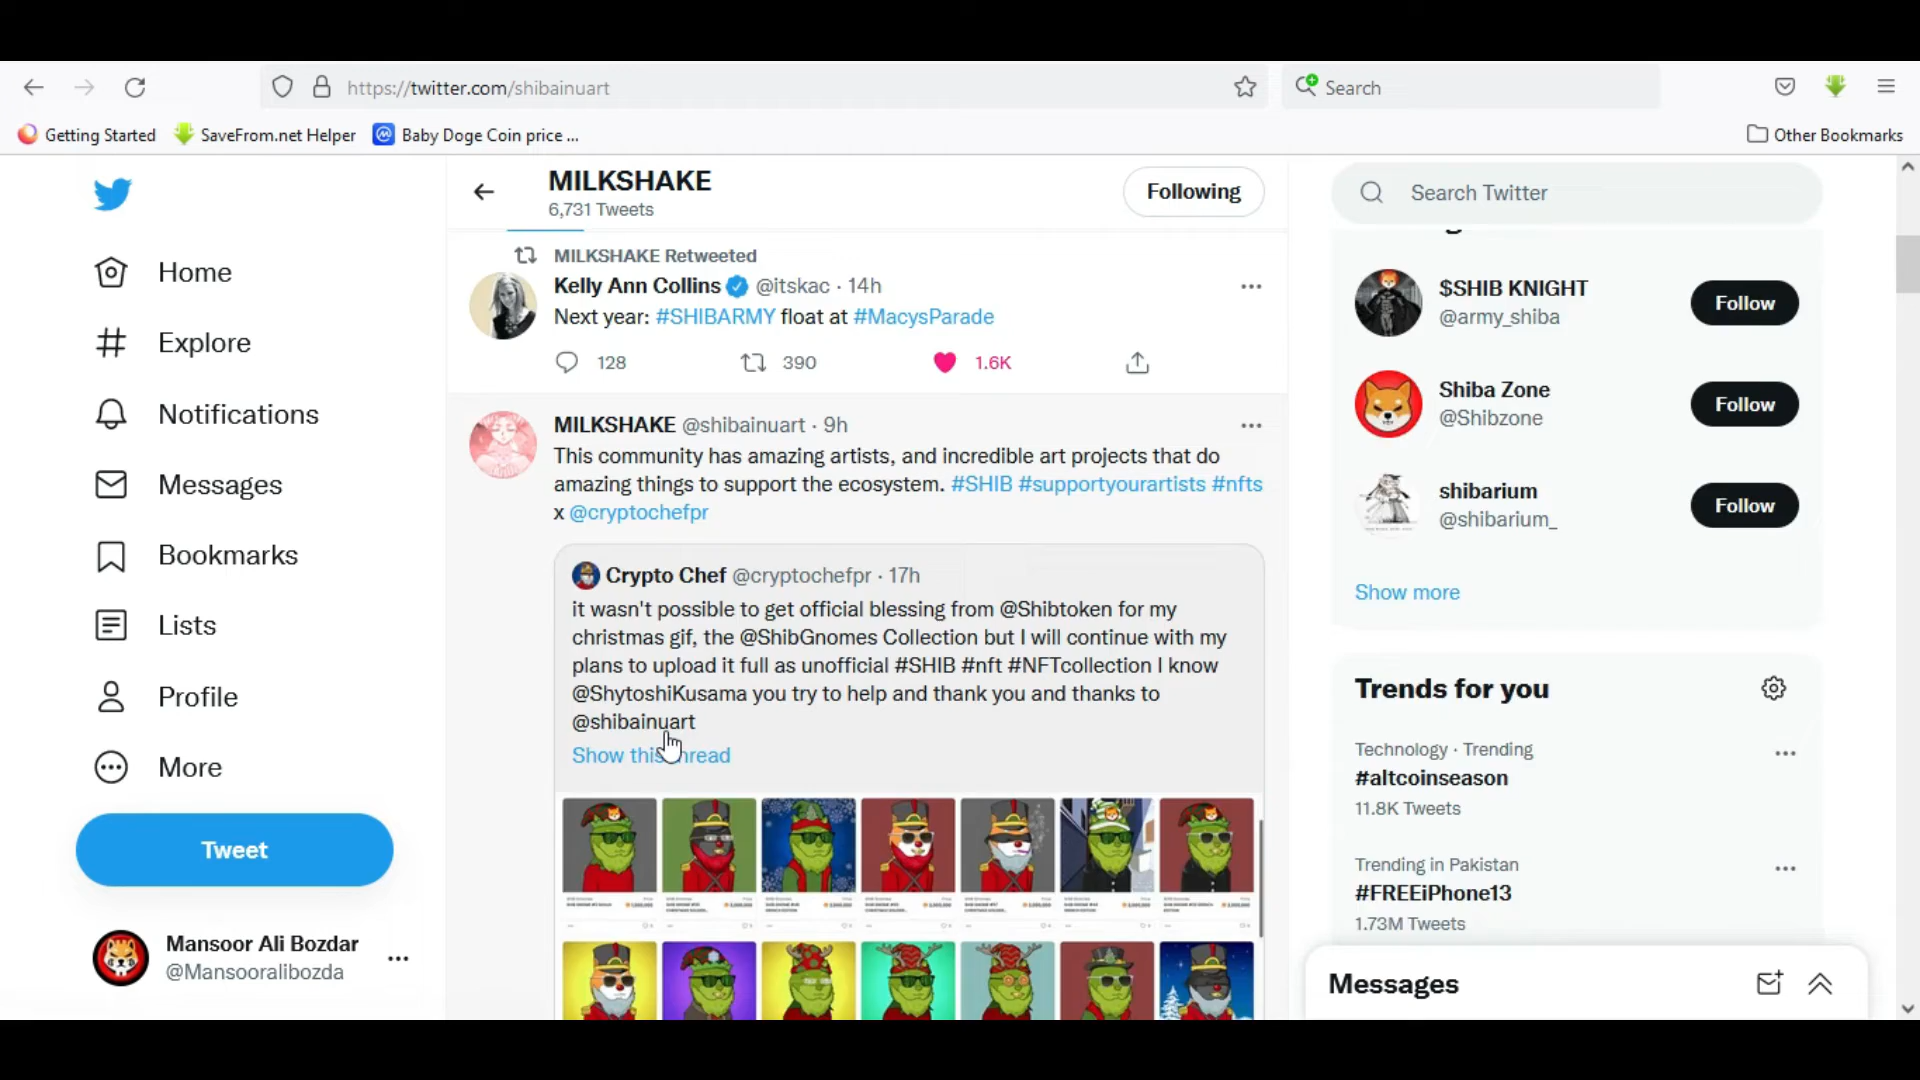 https://twitter.com/shibainuart
Search
Getting Started
SaveFrom.net Helper
Baby Doge Coin price ...
Other Bookmarks
Home
Explore
Notifications
Messages
Bookmarks
Lists
Profile
More
Tweet
Mansoor Ali Bozdar
@Mansooralibozda
MILKSHAKE
6,731 Tweets
Following
MILKSHAKE Retweeted
Kelly Ann Collins @itskac · 14h
Next year: #SHIBARMY float at #MacysParade
128
390
1.6K
MILKSHAKE @shibainuart · 9h
This community has amazing artists, and incredible art projects that do
amazing things to support the ecosystem. #SHIB #supportyourartists #nfts
x @cryptochefpr
Crypto Chef @cryptochefpr · 17h
it wasn't possible to get official blessing from @Shibtoken for my
christmas gif, the @ShibGnomes Collection but I will continue with my
plans to upload it full as unofficial #SHIB #nft #NFTcollection I know
@ShytoshiKusama you try to help and thank you and thanks to
@shibainuart
Show this thread
Search Twitter
$SHIB KNIGHT
@army_shiba
Follow
Shiba Zone
@Shibzone
Follow
shibarium
@shibarium_
Follow
Show more
Trends for you
Technology · Trending
#altcoinseason
11.8K Tweets
Trending in Pakistan
#FREEiPhone13
1.73M Tweets
Messages